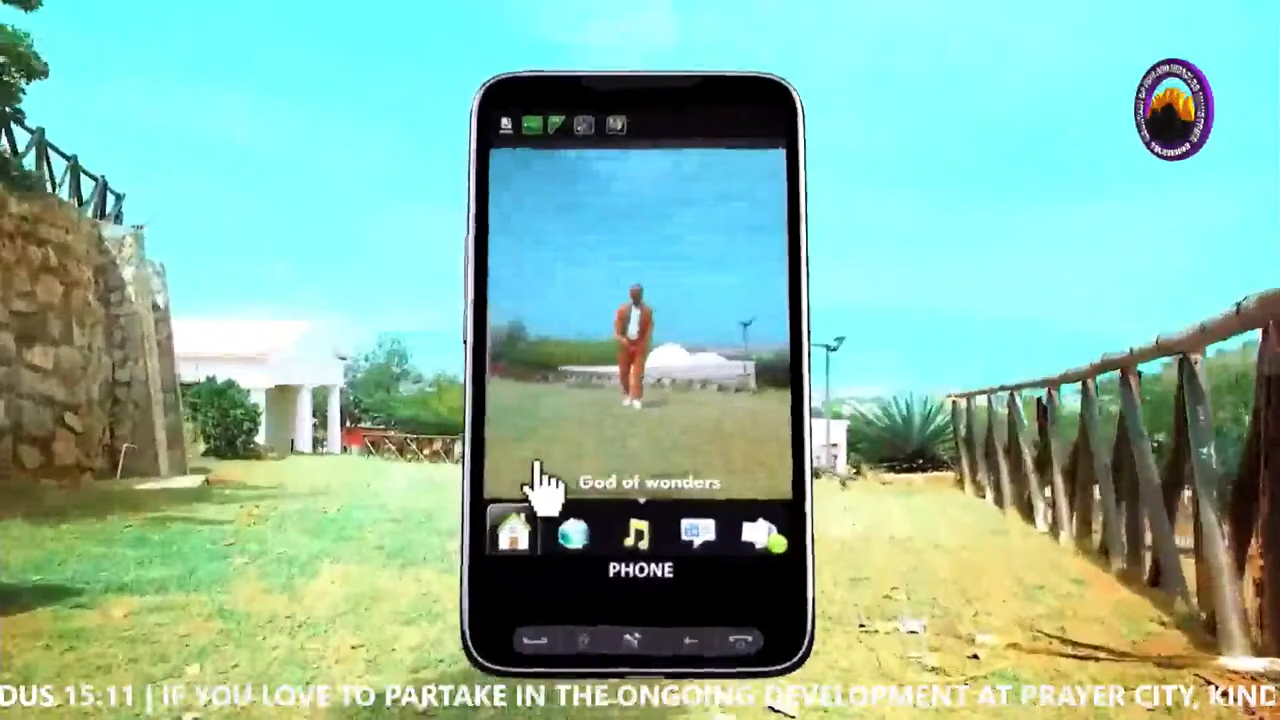 God of wonders
PHONE
DUS 15:11 | IF YOU LOVE TO PARTAKE IN THE ONGOING DEVELOPMENT AT PRAYER CITY, KIND